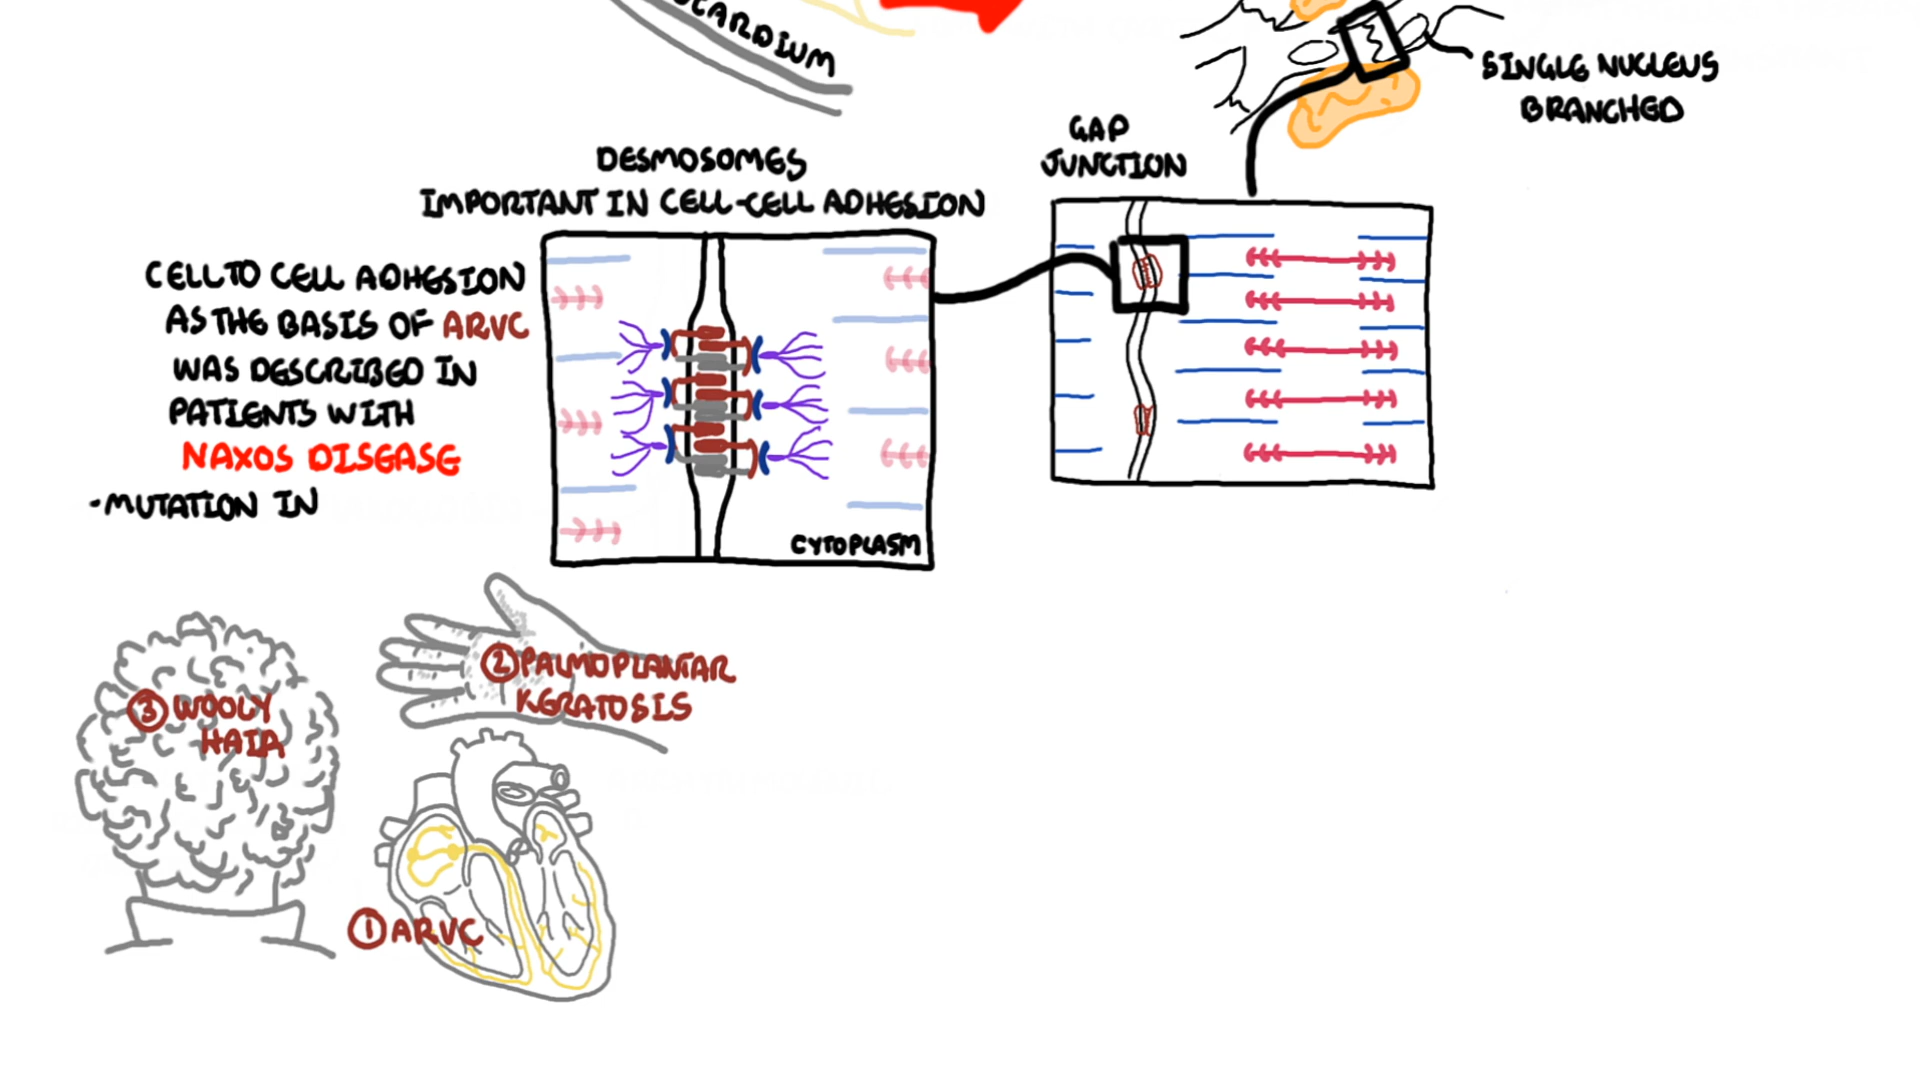 OCARDIUM
SINGLE NUCLEUS
BRANCHED
GAP
JUNCTION
DESMOSOMES
IMPORTANT IN CELL-CELL ADHESION
CELL TO CELL ADHESION
AS THE BASIS OF ARVC
WAS DESCRIBED IN
PATIENTS WITH
NAXOS DISEASE
-MUTATION IN
CYTOPLASM
② PALMOPLANTAR
KERATOSIS
③ WOOLY
HAIR
① ARVC